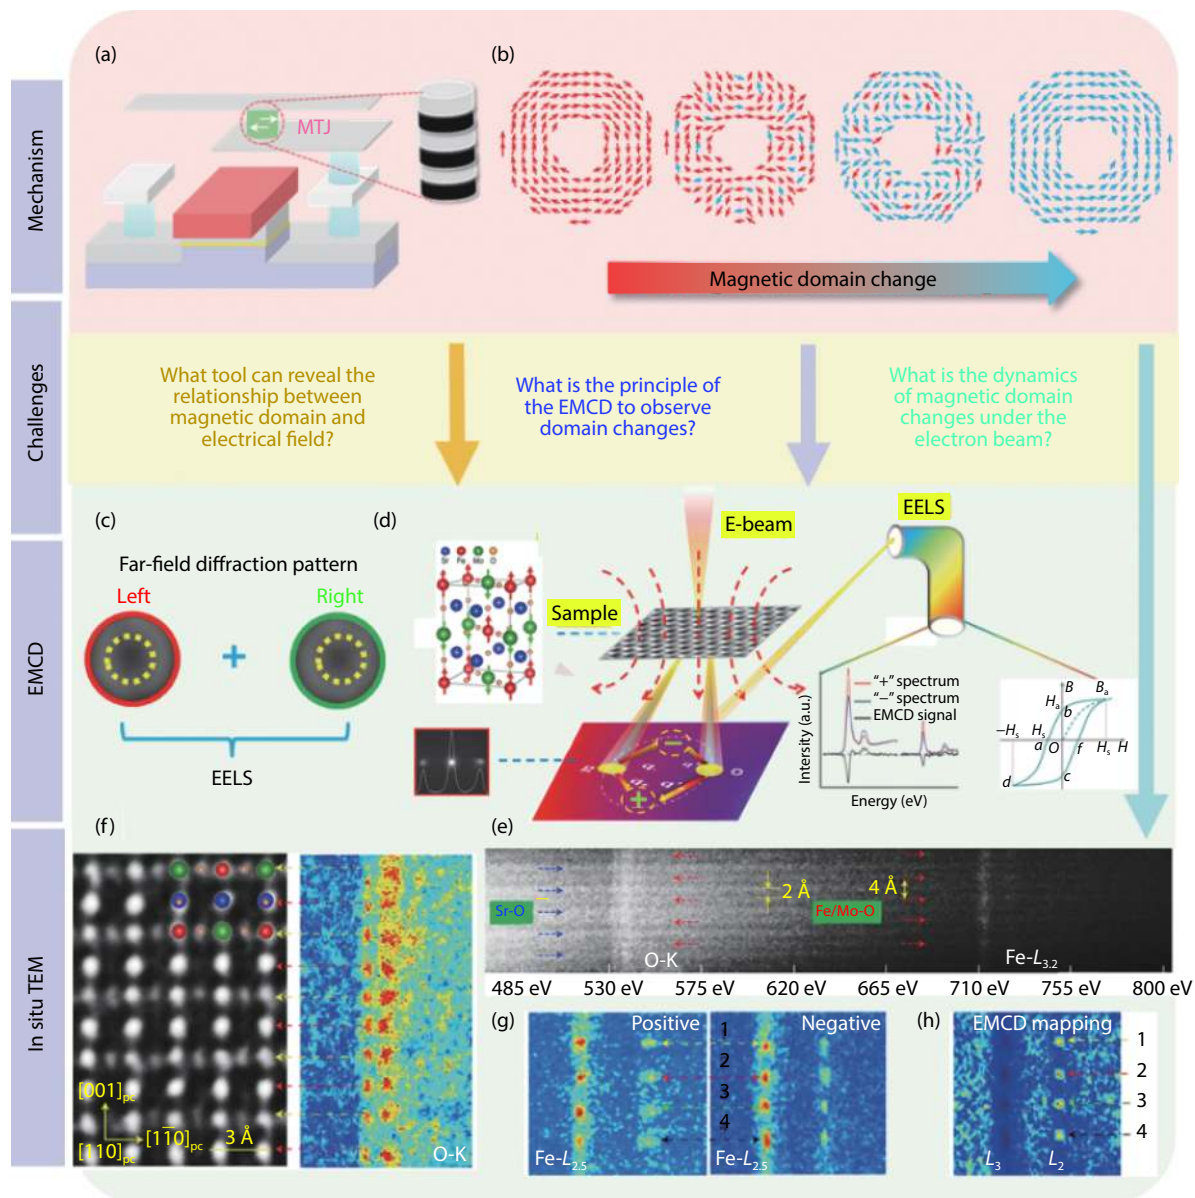 Mechanism
Challenges
EMCD
In situ TEM
(a)
MTJ
(b)
Magnetic domain change
What tool can reveal the
relationship between
magnetic domain and
electrical field?
What is the principle of
the EMCD to observe
domain changes?
What is the dynamics
of magnetic domain
changes under the
electron beam?
(c)
Far-field diffraction pattern
Left
Right
+
EELS
(d)
Sr Fe Mo O
E-beam
Sample
EELS
−
+
"+" spectrum
"−" spectrum
EMCD signal
Intersity (a.u.)
Energy (eV)
B
Bₐ
Hₐ
b
−Hₛ
Hₛ
a
O
f
Hₛ
H
c
d
(f)
[001]pc
[11̄0]pc
[110]pc
3 Å
O-K
(e)
2 Å
4 Å
Sr-O
Fe/Mo-O
O-K
Fe-L3.2
485 eV 530 eV 575 eV 620 eV 665 eV 710 eV 755 eV 800 eV
(g)
Positive
Negative
1
2
3
4
Fe-L2.5
Fe-L2.5
(h)
EMCD mapping
1
2
3
4
L3
L2